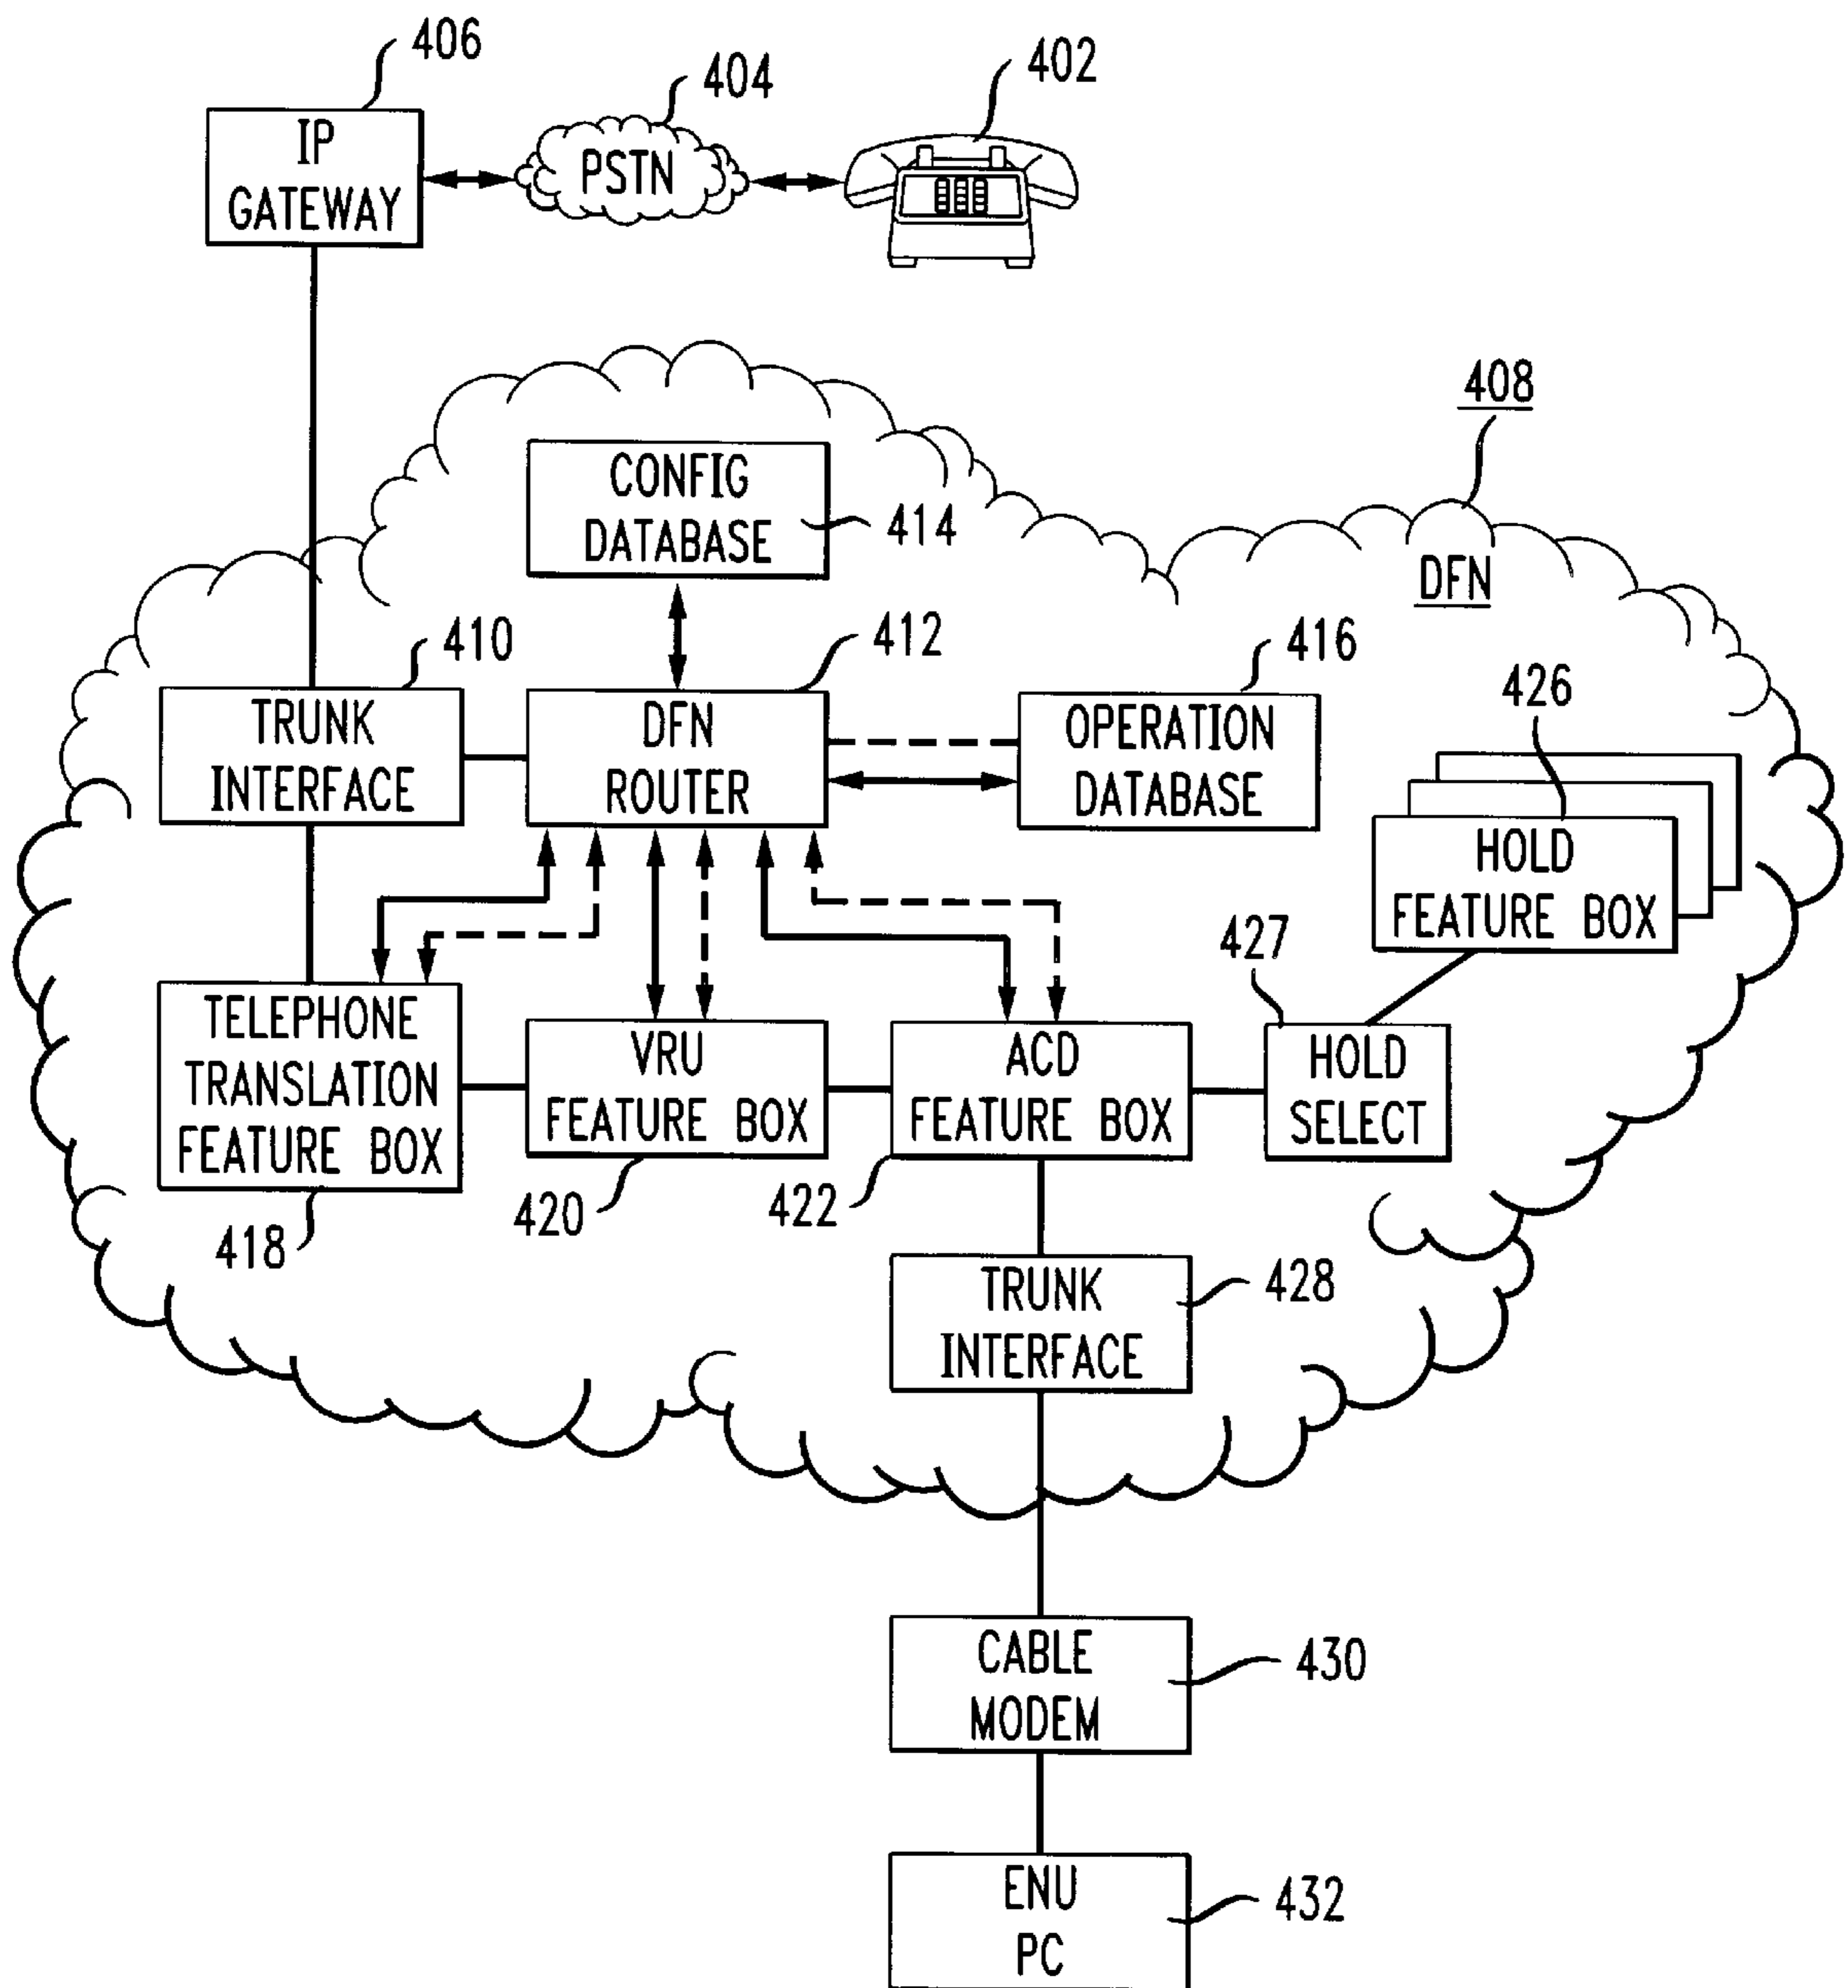 406
404
402
IP
GATEWAY
PSTN
408
DFN
CONFIG
DATABASE
414
410
412
416
426
TRUNK
INTERFACE
DFN
ROUTER
OPERATION
DATABASE
HOLD
FEATURE BOX
427
TELEPHONE
TRANSLATION
FEATURE BOX
VRU
FEATURE BOX
ACD
FEATURE BOX
HOLD
SELECT
418
420
422
TRUNK
INTERFACE
428
CABLE
MODEM
430
ENU
PC
432